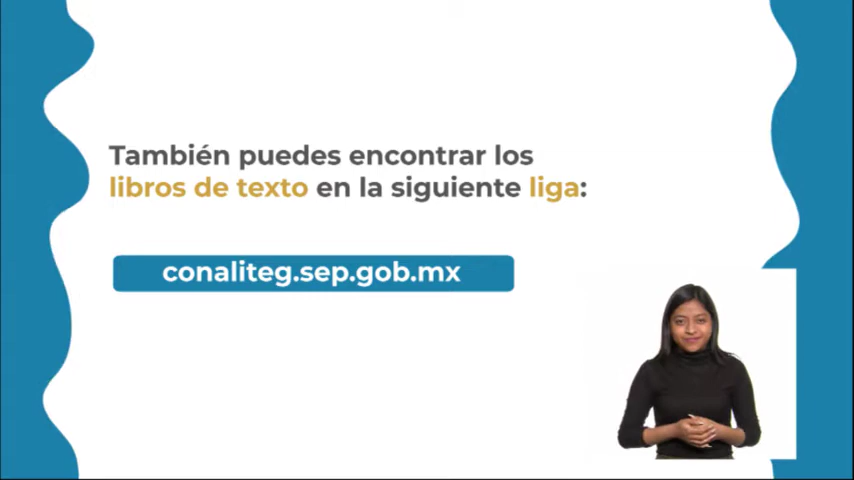 También puedes encontrar los
libros de texto en la siguiente liga:
conaliteg.sep.gob.mx